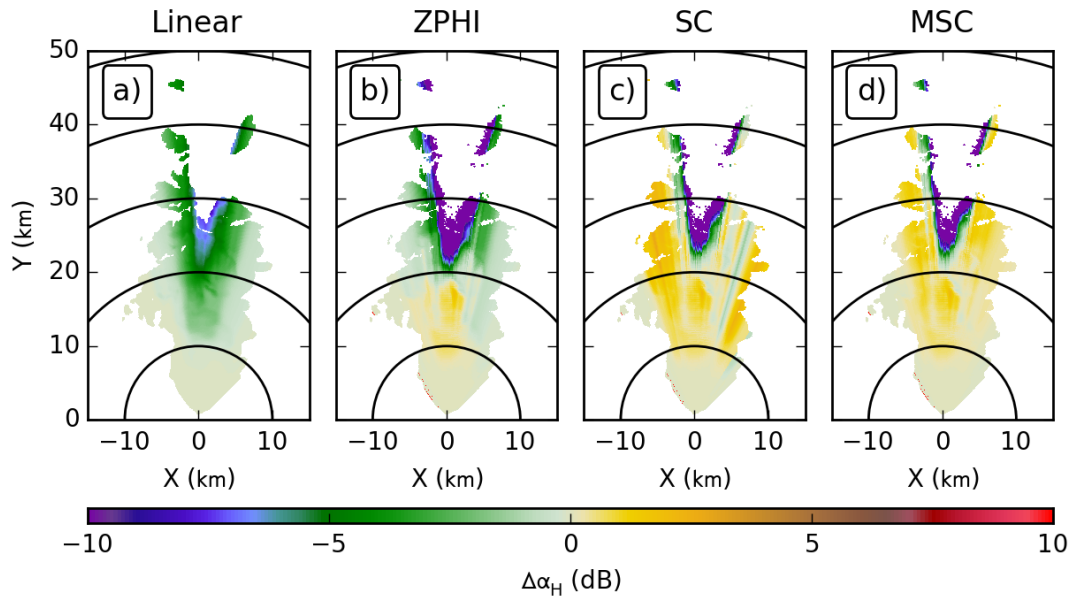 Linear ZPHI SC MSC
a) b) c) d)
50
40
30
20
10
0
Y (km)
−10 0 10 −10 0 10 −10 0 10 −10 0 10
X (km) X (km) X (km) X (km)
−10 −5 0 5 10
Δα_H (dB)